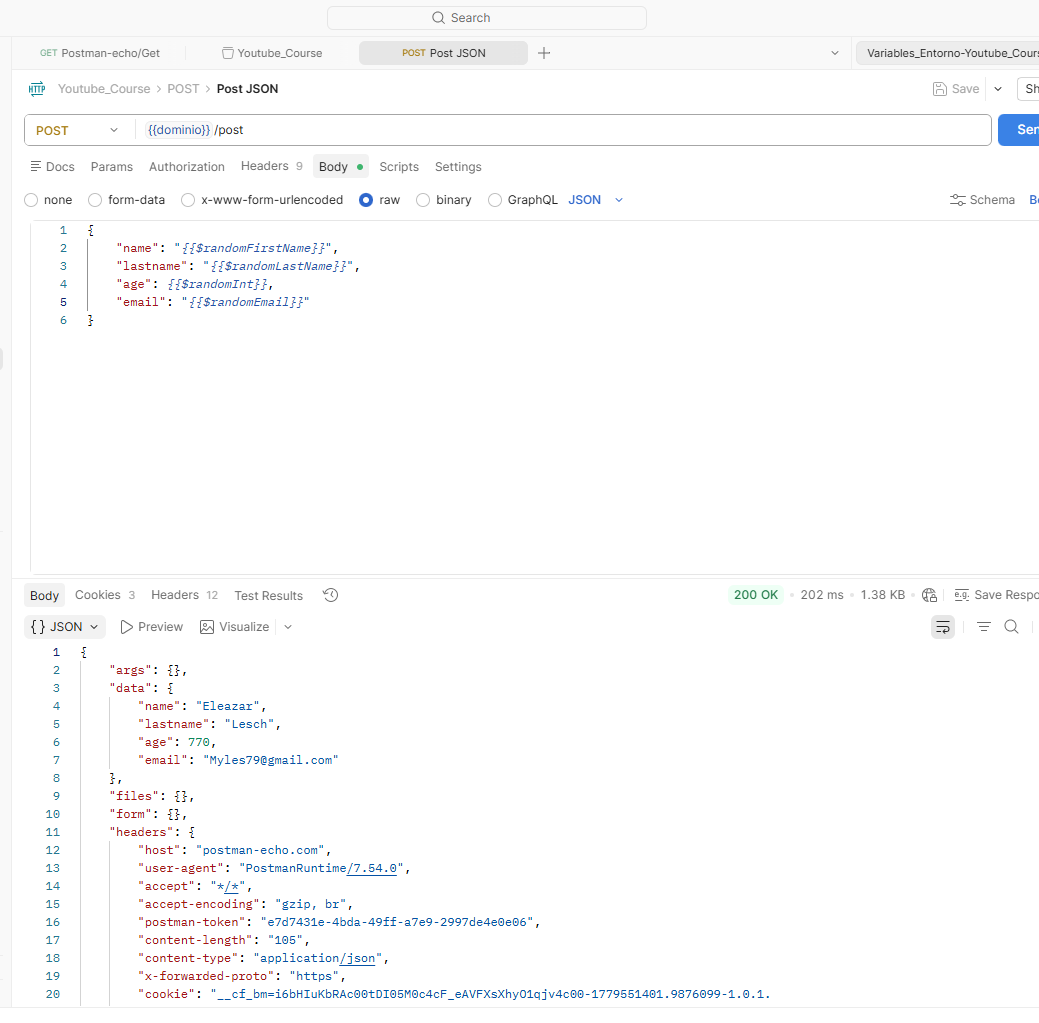 Search
GET Postman-echo/Get Youtube_Course POST Post JSON Variables_Entorno-Youtube_Cour
HTTP Youtube_Course > POST > Post JSON Save Sh
POST {{dominio}} /post Ser
Docs Params Authorization Headers 9 Body Scripts Settings
none form-data x-www-form-urlencoded raw binary GraphQL JSON Schema Be
1 {
2 "name": "{{$randomFirstName}}",
3 "lastname": "{{$randomLastName}}",
4 "age": {{$randomInt}},
5 "email": "{{$randomEmail}}"
6 }
Body Cookies 3 Headers 12 Test Results 200 OK • 202 ms • 1.38 KB • e.g. Save Respo
{} JSON Preview Visualize
1 {
2 "args": {},
3 "data": {
4 "name": "Eleazar",
5 "lastname": "Lesch",
6 "age": 770,
7 "email": "Myles79@gmail.com"
8 },
9 "files": {},
10 "form": {},
11 "headers": {
12 "host": "postman-echo.com",
13 "user-agent": "PostmanRuntime/7.54.0",
14 "accept": "*/*",
15 "accept-encoding": "gzip, br",
16 "postman-token": "e7d7431e-4bda-49ff-a7e9-2997de4e0e06",
17 "content-length": "105",
18 "content-type": "application/json",
19 "x-forwarded-proto": "https",
20 "cookie": "__cf_bm=i6bHIuKbRAc00tDI05M0c4cF_eAVFXsXhyO1qjv4c00-1779551401.9876099-1.0.1.